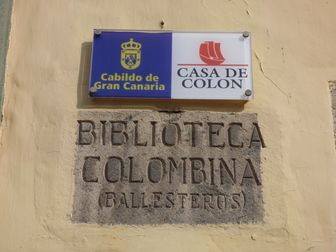 Cabildo de
Gran Canaria
CASA DE
COLON
BIBLIOTECA
COLOMBINA
(BALLESTEROS)